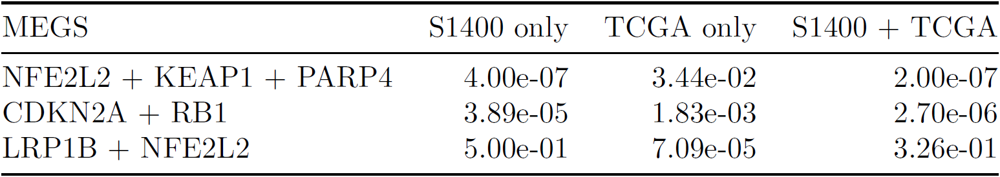 MEGS S1400 only TCGA only S1400 + TCGA
NFE2L2 + KEAP1 + PARP4 4.00e-07 3.44e-02 2.00e-07
CDKN2A + RB1 3.89e-05 1.83e-03 2.70e-06
LRP1B + NFE2L2 5.00e-01 7.09e-05 3.26e-01